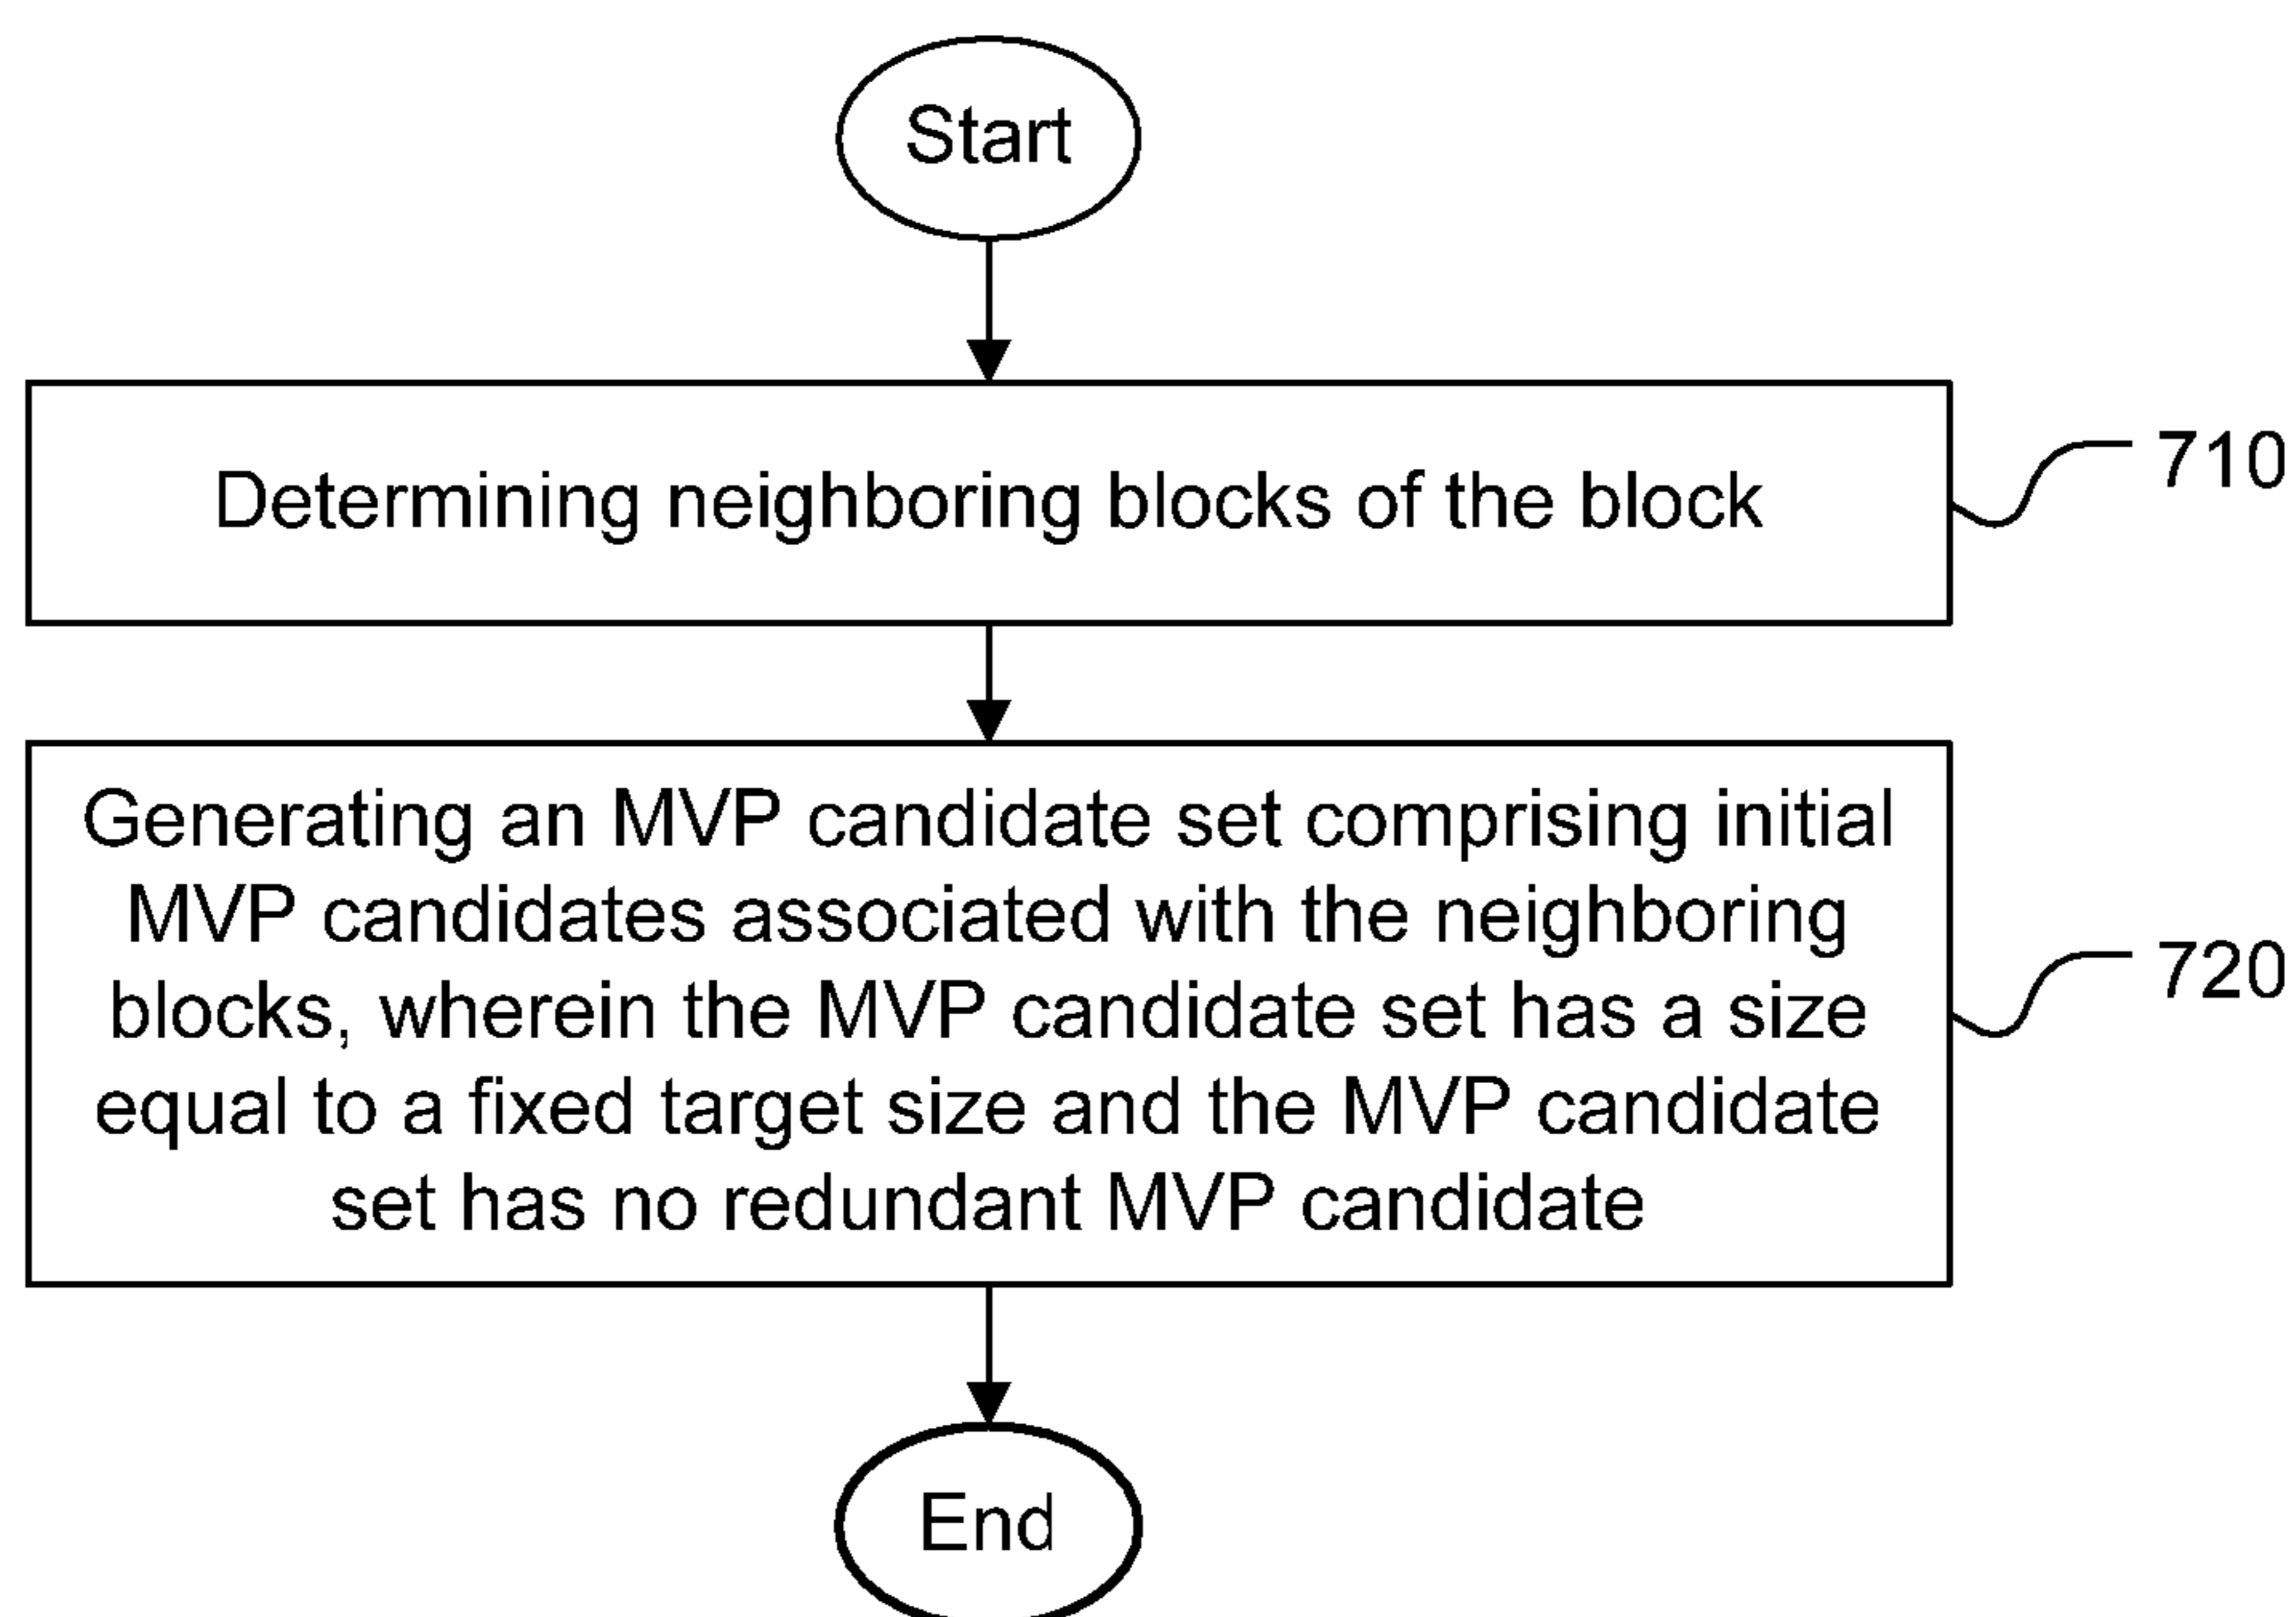 Start
Determining neighboring blocks of the block
710
Generating an MVP candidate set comprising initial
MVP candidates associated with the neighboring
blocks, wherein the MVP candidate set has a size
equal to a fixed target size and the MVP candidate
set has no redundant MVP candidate
720
End